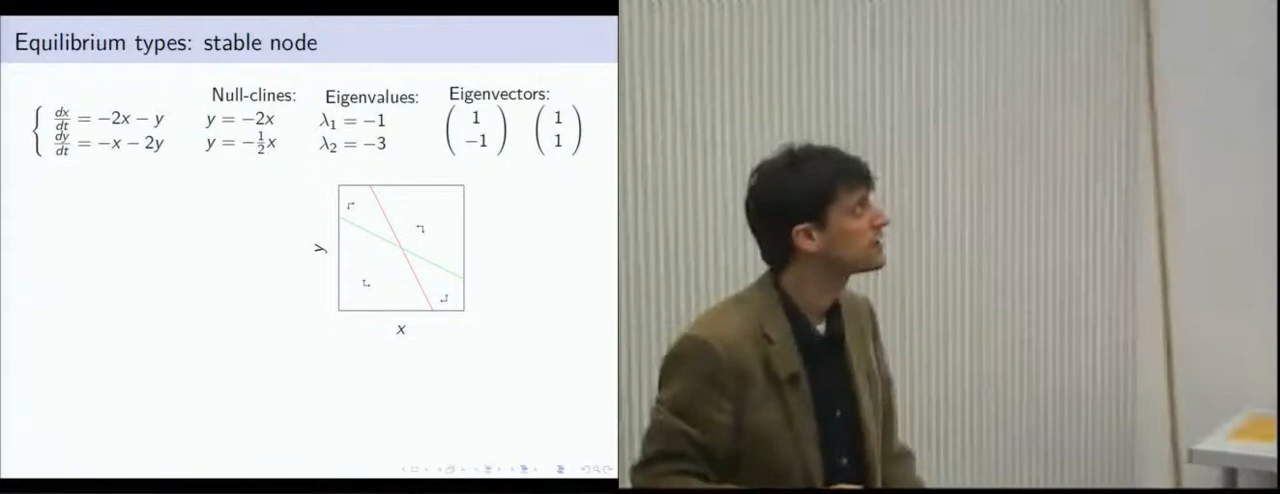 Equilibrium types: stable node
Null-clines: Eigenvalues: Eigenvectors:
{ dx/dt = −2x − y y = −2x λ₁ = −1 ( 1 −1 ) ( 1 1 )
dy/dt = −x − 2y y = −½x λ₂ = −3
y
x